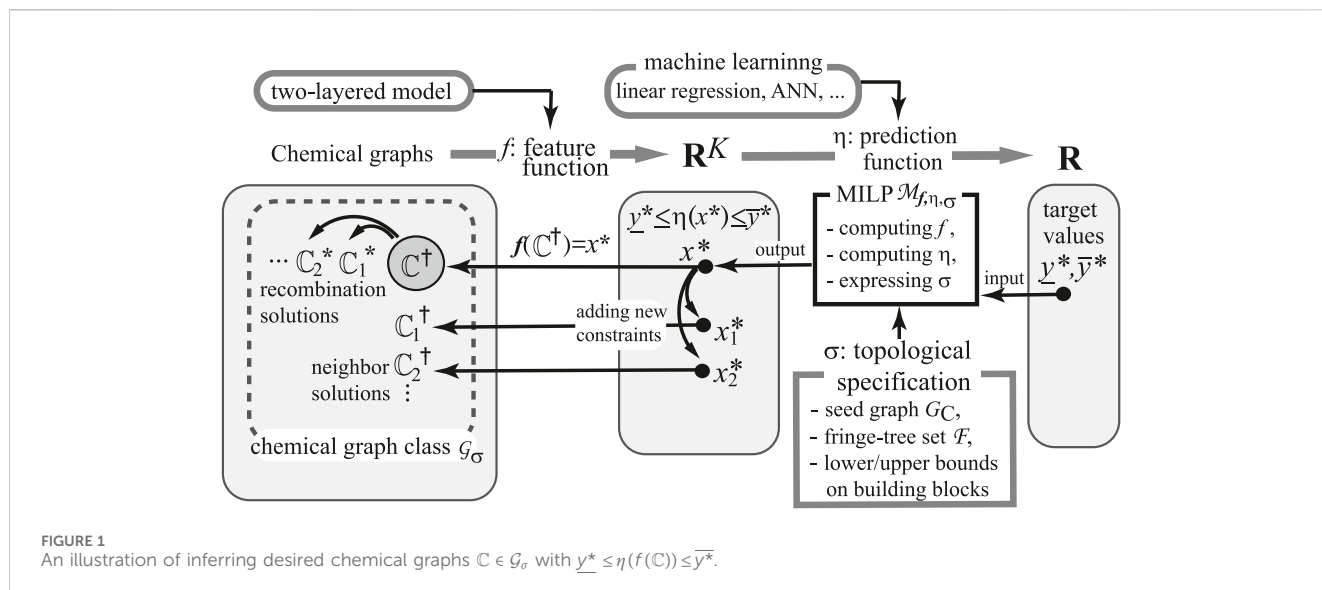 machine learninng
two-layered model
linear regression, ANN, ...
Chemical graphs
f: feature
function
R^K
η: prediction
function
R
MILP ℳ_{f,η,σ}
- computing f,
- computing η,
- expressing σ
target
values
y̲*, y̅*
y̲* ≤ η(x*) ≤ y̅*
x*
output
input
f(ℂ†)=x*
··· ℂ₂* ℂ₁* ℂ†
recombination
solutions
adding new
constraints
ℂ₁†
x₁*
neighbor ℂ₂†
solutions ⋮
x₂*
chemical graph class 𝒢_σ
σ: topological
specification
- seed graph G_C,
- fringe-tree set ℱ,
- lower/upper bounds
on building blocks
FIGURE 1
An illustration of inferring desired chemical graphs ℂ ∈ 𝒢_σ with y̲* ≤ η(f(ℂ)) ≤ y̅*.